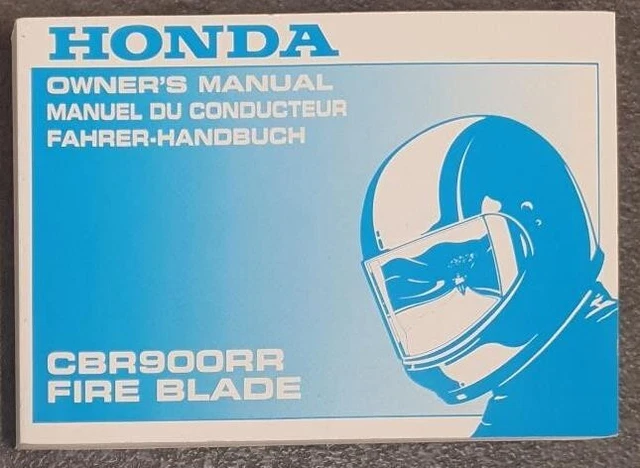 HONDA
OWNER'S MANUAL
MANUEL DU CONDUCTEUR
FAHRER-HANDBUCH
CBR900RR
FIRE BLADE